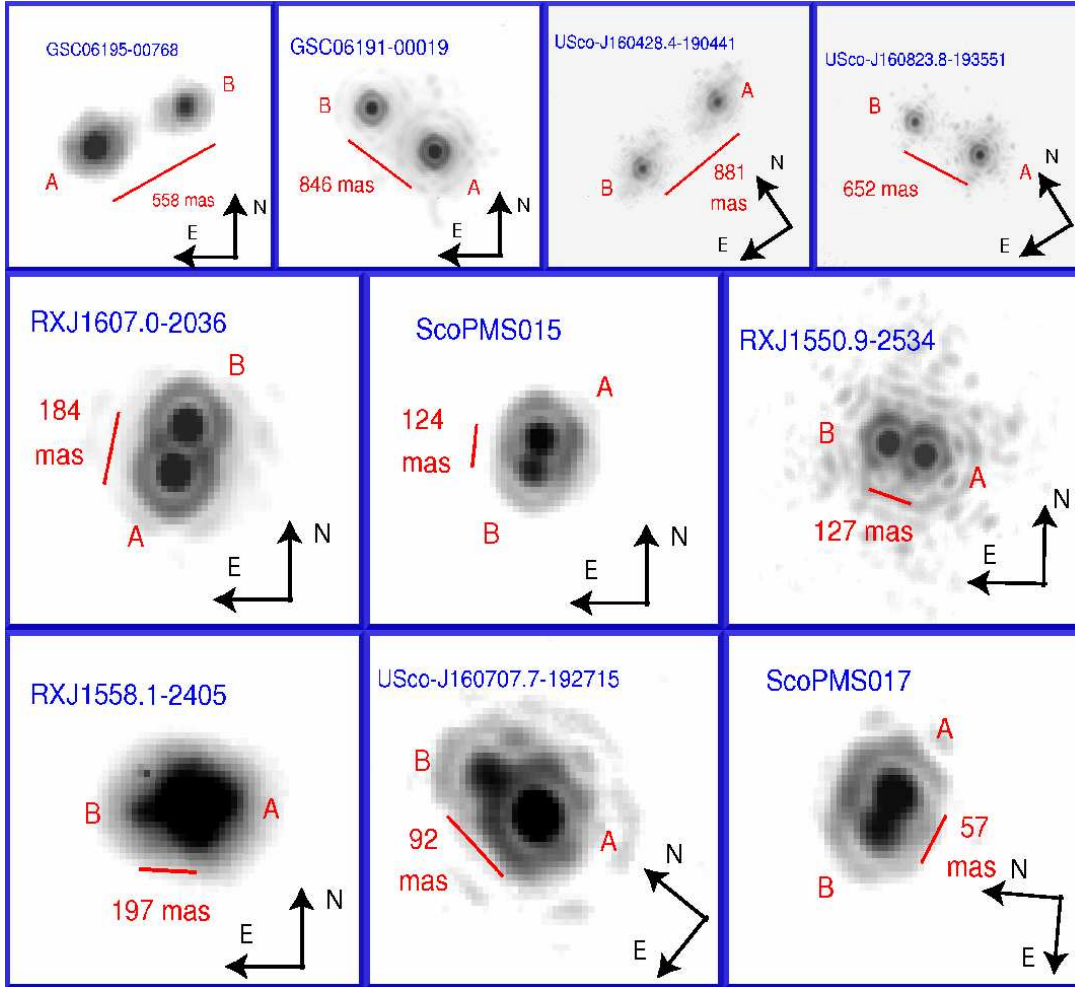 GSC06195-00768
B
A
558 mas
N
E
GSC06191-00019
B
846 mas
A
N
E
USco-J160428.4-190441
A
B
881
mas
N
E
USco-J160823.8-193551
B
652 mas
A
N
E
RXJ1607.0-2036
B
184
mas
A
N
E
ScoPMS015
A
124
mas
B
N
E
RXJ1550.9-2534
B
A
127 mas
N
E
RXJ1558.1-2405
B
A
197 mas
N
E
USco-J160707.7-192715
B
92
mas
A
N
E
ScoPMS017
A
57
mas
B
N
E